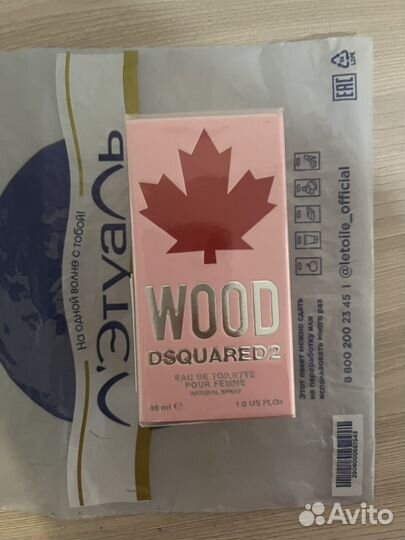 WOOD
DSQUARED2
EAU DE TOILETTE
POUR FEMME
NATURAL SPRAY
30 ml e
1.0 US FL.Oz
Л'ЭТУАЛЬ
На одной волне с тобой!
EAC
LDPE
@letoile_official
8 800 200 23 45 |
Этот пакет можно сдать
на переработку или
использовать много раз
Avito